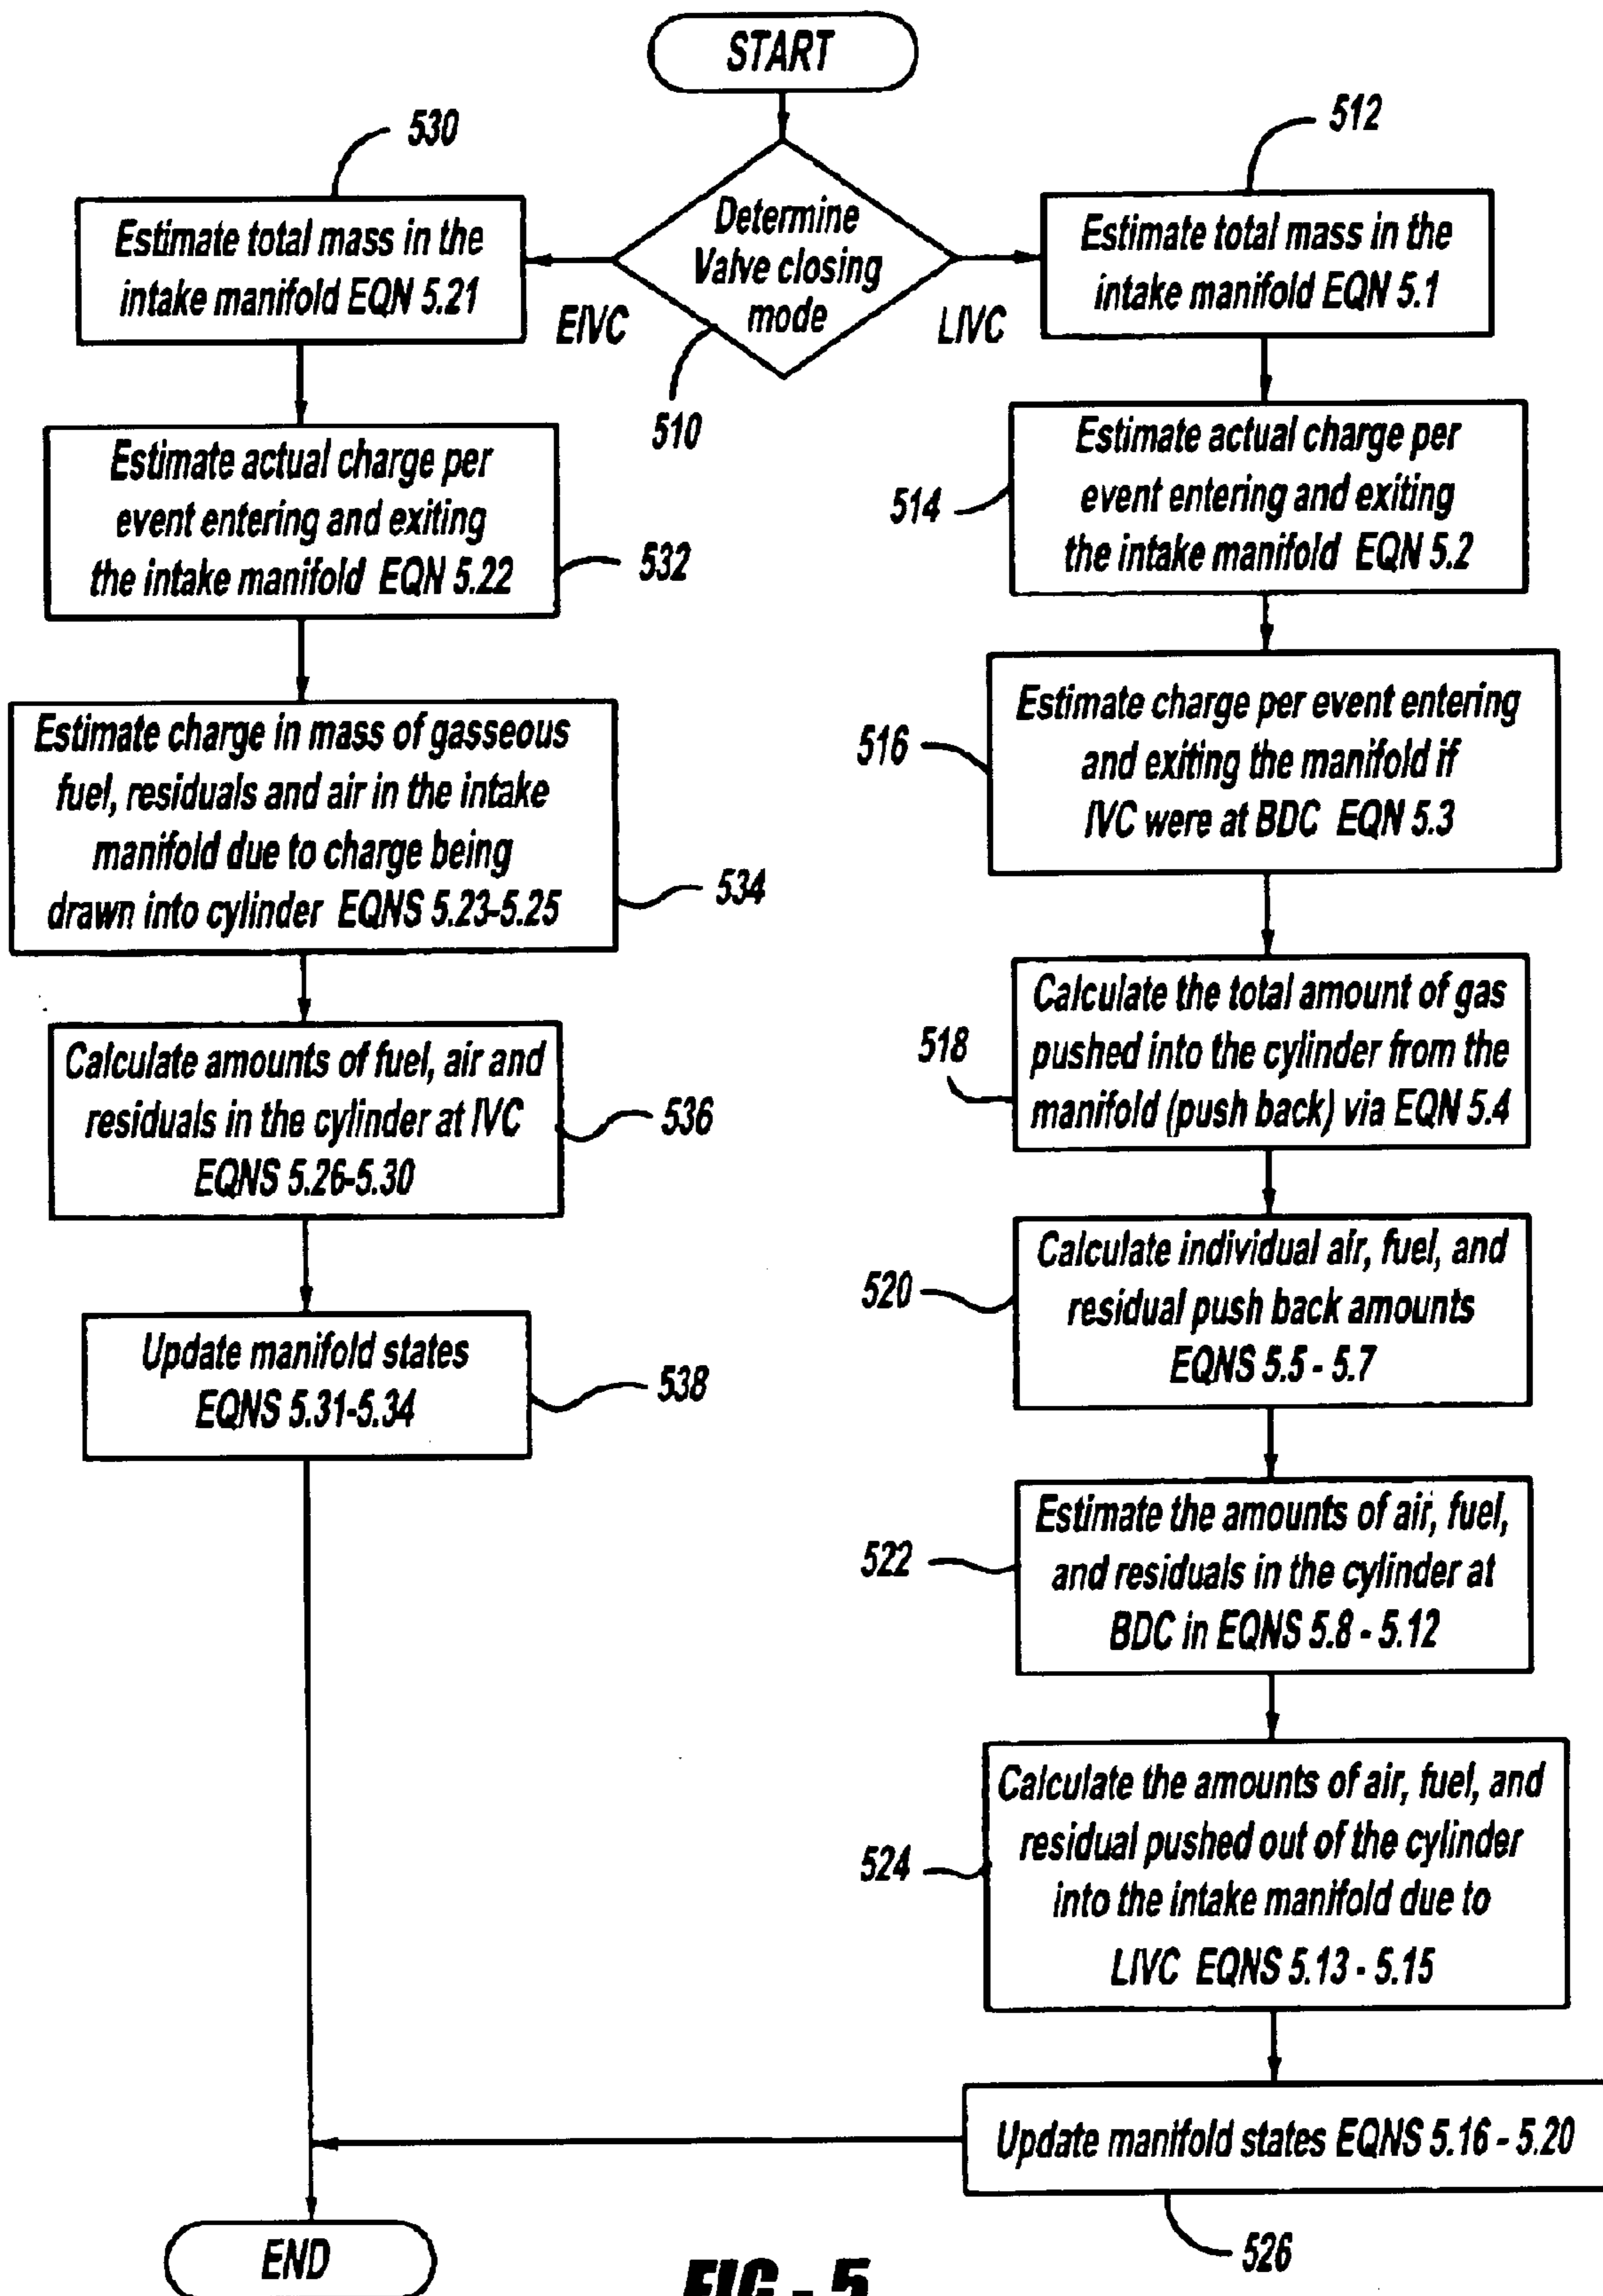 START
530
512
Determine
Valve closing
mode
Estimate total mass in the
intake manifold EQN 5.21
Estimate total mass in the
intake manifold EQN 5.1
EIVC
LIVC
510
Estimate actual charge per
event entering and exiting
the intake manifold EQN 5.22
532
Estimate charge in mass of gasseous
fuel, residuals and air in the intake
manifold due to charge being
drawn into cylinder EQNS 5.23-5.25
534
Calculate amounts of fuel, air and
residuals in the cylinder at IVC
EQNS 5.26-5.30
536
Update manifold states
EQNS 5.31-5.34
538
Estimate actual charge per
event entering and exiting
the intake manifold EQN 5.2
514
Estimate charge per event entering
and exiting the manifold if
IVC were at BDC EQN 5.3
516
Calculate the total amount of gas
pushed into the cylinder from the
manifold (push back) via EQN 5.4
518
Calculate individual air, fuel, and
residual push back amounts
EQNS 5.5 - 5.7
520
Estimate the amounts of air, fuel,
and residuals in the cylinder at
BDC in EQNS 5.8 - 5.12
522
Calculate the amounts of air, fuel, and
residual pushed out of the cylinder
into the intake manifold due to
LIVC EQNS 5.13 - 5.15
524
Update manifold states EQNS 5.16 - 5.20
526
END
FIG - 5